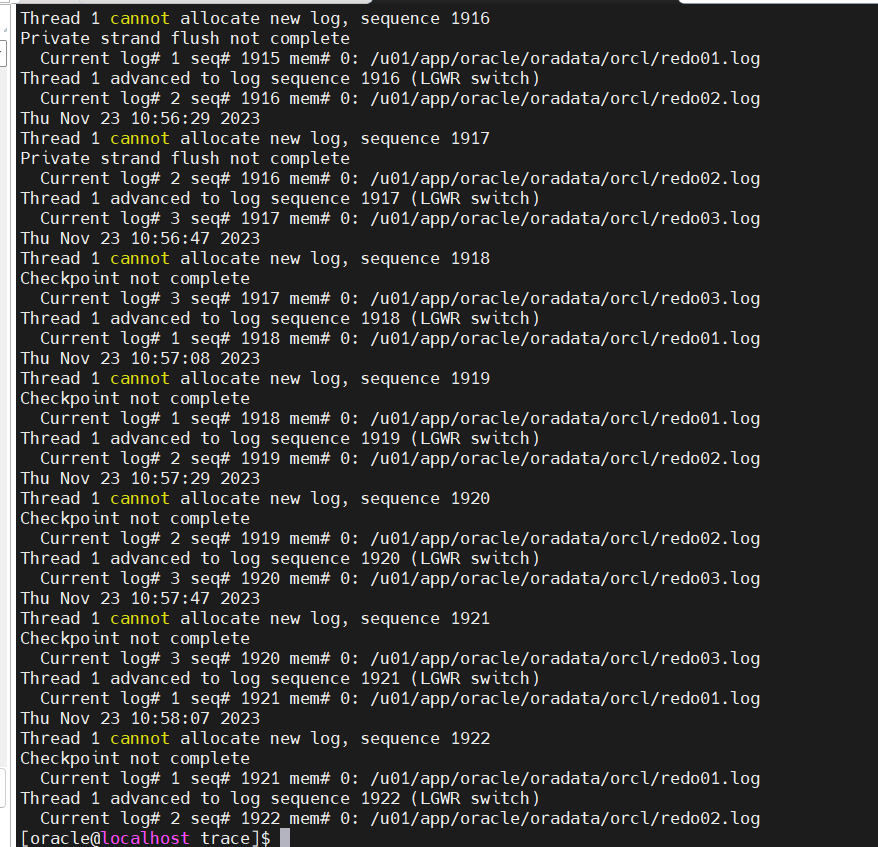 Thread 1 cannot allocate new log, sequence 1916
Private strand flush not complete
  Current log# 1 seq# 1915 mem# 0: /u01/app/oracle/oradata/orcl/redo01.log
Thread 1 advanced to log sequence 1916 (LGWR switch)
  Current log# 2 seq# 1916 mem# 0: /u01/app/oracle/oradata/orcl/redo02.log
Thu Nov 23 10:56:29 2023
Thread 1 cannot allocate new log, sequence 1917
Private strand flush not complete
  Current log# 2 seq# 1916 mem# 0: /u01/app/oracle/oradata/orcl/redo02.log
Thread 1 advanced to log sequence 1917 (LGWR switch)
  Current log# 3 seq# 1917 mem# 0: /u01/app/oracle/oradata/orcl/redo03.log
Thu Nov 23 10:56:47 2023
Thread 1 cannot allocate new log, sequence 1918
Checkpoint not complete
  Current log# 3 seq# 1917 mem# 0: /u01/app/oracle/oradata/orcl/redo03.log
Thread 1 advanced to log sequence 1918 (LGWR switch)
  Current log# 1 seq# 1918 mem# 0: /u01/app/oracle/oradata/orcl/redo01.log
Thu Nov 23 10:57:08 2023
Thread 1 cannot allocate new log, sequence 1919
Checkpoint not complete
  Current log# 1 seq# 1918 mem# 0: /u01/app/oracle/oradata/orcl/redo01.log
Thread 1 advanced to log sequence 1919 (LGWR switch)
  Current log# 2 seq# 1919 mem# 0: /u01/app/oracle/oradata/orcl/redo02.log
Thu Nov 23 10:57:29 2023
Thread 1 cannot allocate new log, sequence 1920
Checkpoint not complete
  Current log# 2 seq# 1919 mem# 0: /u01/app/oracle/oradata/orcl/redo02.log
Thread 1 advanced to log sequence 1920 (LGWR switch)
  Current log# 3 seq# 1920 mem# 0: /u01/app/oracle/oradata/orcl/redo03.log
Thu Nov 23 10:57:47 2023
Thread 1 cannot allocate new log, sequence 1921
Checkpoint not complete
  Current log# 3 seq# 1920 mem# 0: /u01/app/oracle/oradata/orcl/redo03.log
Thread 1 advanced to log sequence 1921 (LGWR switch)
  Current log# 1 seq# 1921 mem# 0: /u01/app/oracle/oradata/orcl/redo01.log
Thu Nov 23 10:58:07 2023
Thread 1 cannot allocate new log, sequence 1922
Checkpoint not complete
  Current log# 1 seq# 1921 mem# 0: /u01/app/oracle/oradata/orcl/redo01.log
Thread 1 advanced to log sequence 1922 (LGWR switch)
  Current log# 2 seq# 1922 mem# 0: /u01/app/oracle/oradata/orcl/redo02.log
[oracle@localhost trace]$